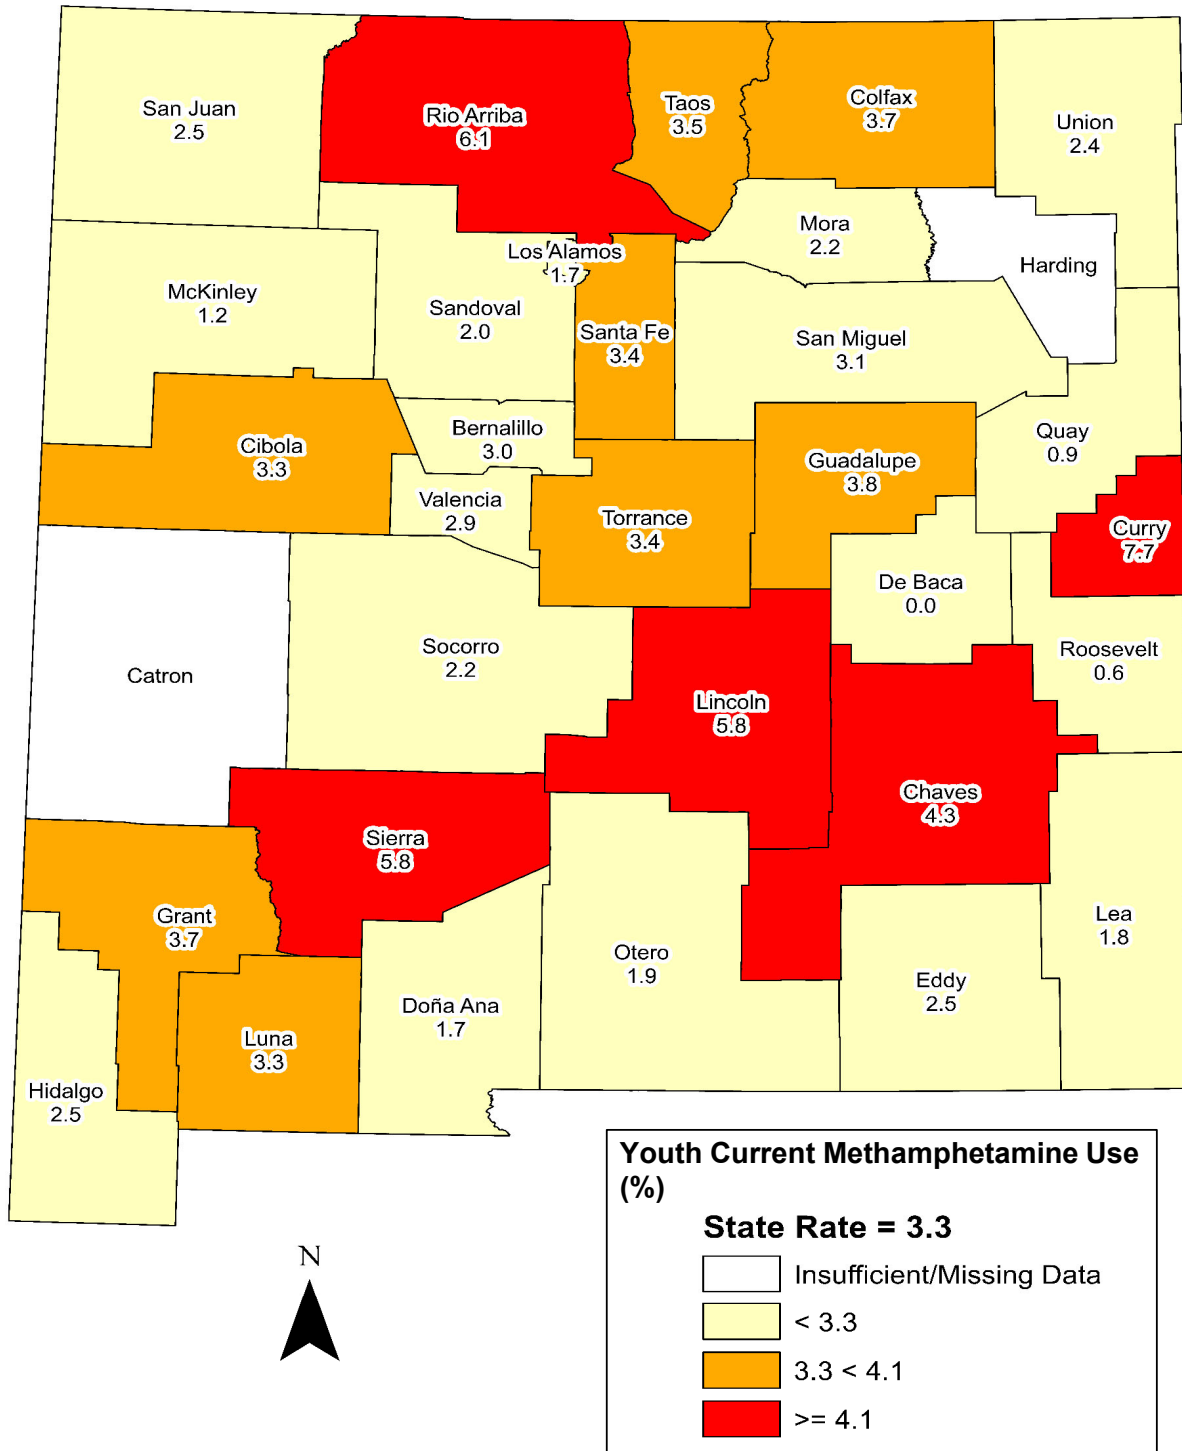 San Juan
2.5
Rio Arriba
6.1
Taos
3.5
Colfax
3.7
Union
2.4
Mora
2.2
Harding
Los Alamos
1.7
McKinley
1.2
Sandoval
2.0
Santa Fe
3.4
San Miguel
3.1
Cibola
3.3
Bernalillo
3.0
Quay
0.9
Guadalupe
3.8
Valencia
2.9
Torrance
3.4
Curry
7.7
De Baca
0.0
Catron
Socorro
2.2
Roosevelt
0.6
Lincoln
5.8
Chaves
4.3
Sierra
5.8
Grant
3.7
Lea
1.8
Otero
1.9
Eddy
2.5
Doña Ana
1.7
Luna
3.3
Hidalgo
2.5
N
Youth Current Methamphetamine Use
(%)
State Rate = 3.3
Insufficient/Missing Data
< 3.3
3.3 < 4.1
>= 4.1